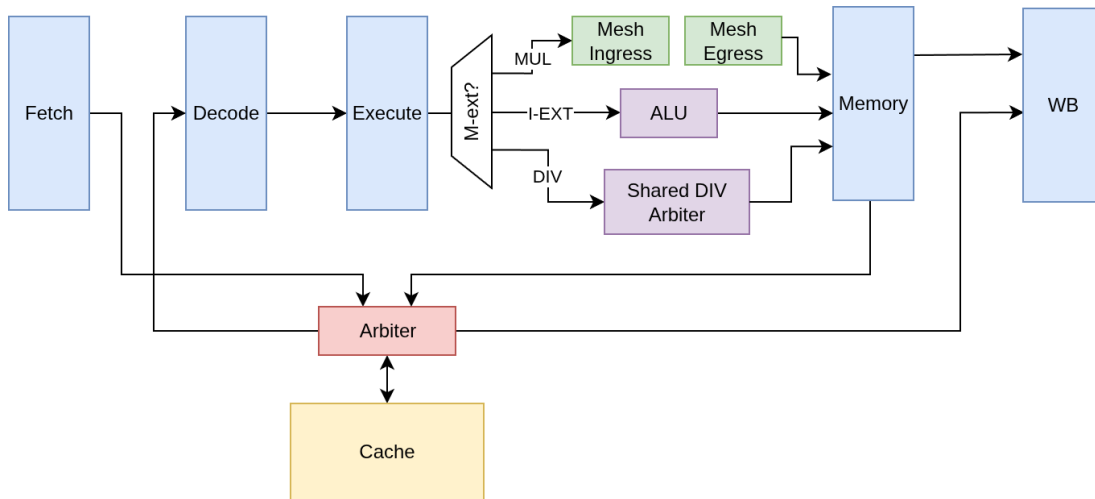 Fetch
Decode
Execute
M-ext?
MUL
I-EXT
DIV
Mesh
Ingress
Mesh
Egress
ALU
Shared DIV
Arbiter
Memory
WB
Arbiter
Cache